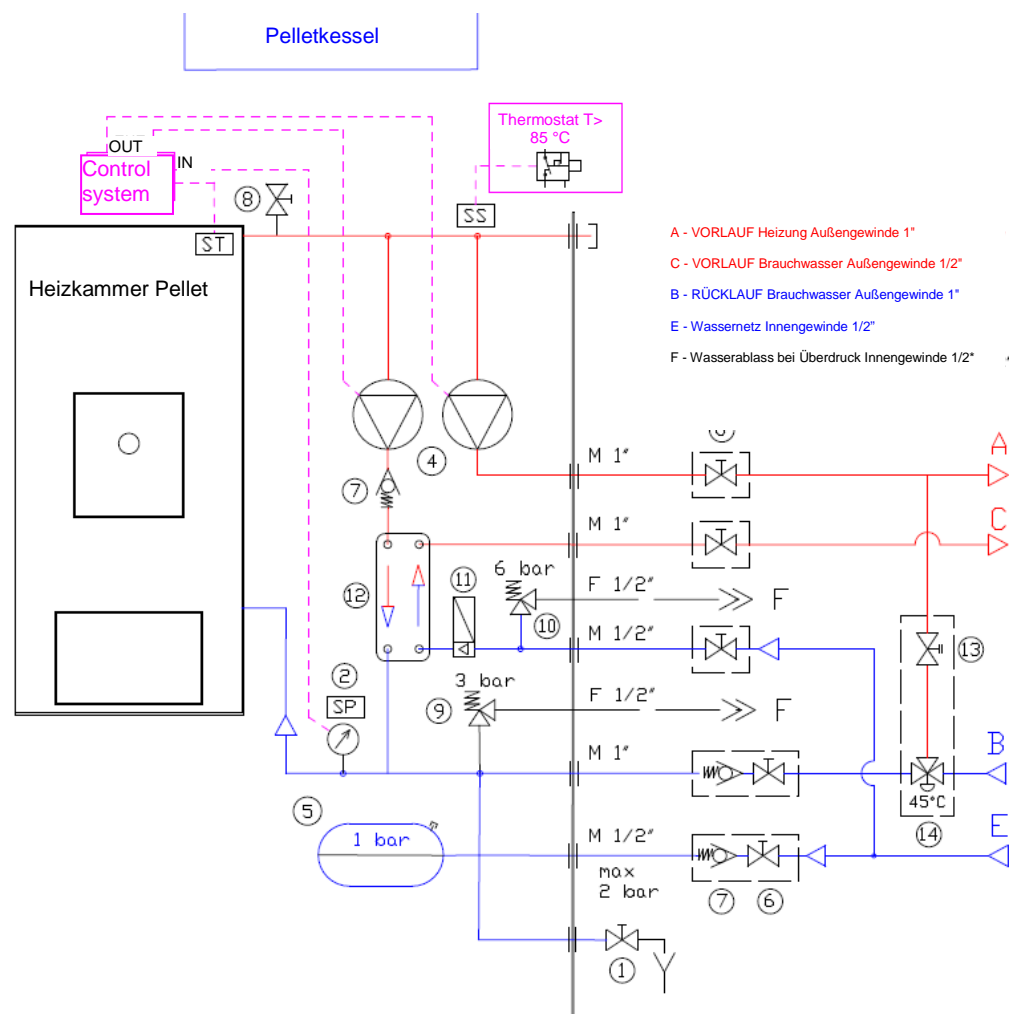 Pelletkessel
Thermostat T>
85 °C
OUT
IN
Control
system
8
SS
ST
A - VORLAUF Heizung Außengewinde 1"
C - VORLAUF Brauchwasser Außengewinde 1/2"
B - RÜCKLAUF Brauchwasser Außengewinde 1"
E - Wassernetz Innengewinde 1/2"
F - Wasserablass bei Überdruck Innengewinde 1/2"
Heizkammer Pellet
4
M 1"
A
7
M 1"
C
6 bar
11
F 1/2"
F
12
10
M 1/2"
13
2
3 bar
SP
9
F 1/2"
F
M 1"
B
45°C
14
5
1 bar
M 1/2"
E
max
2 bar
7
6
1